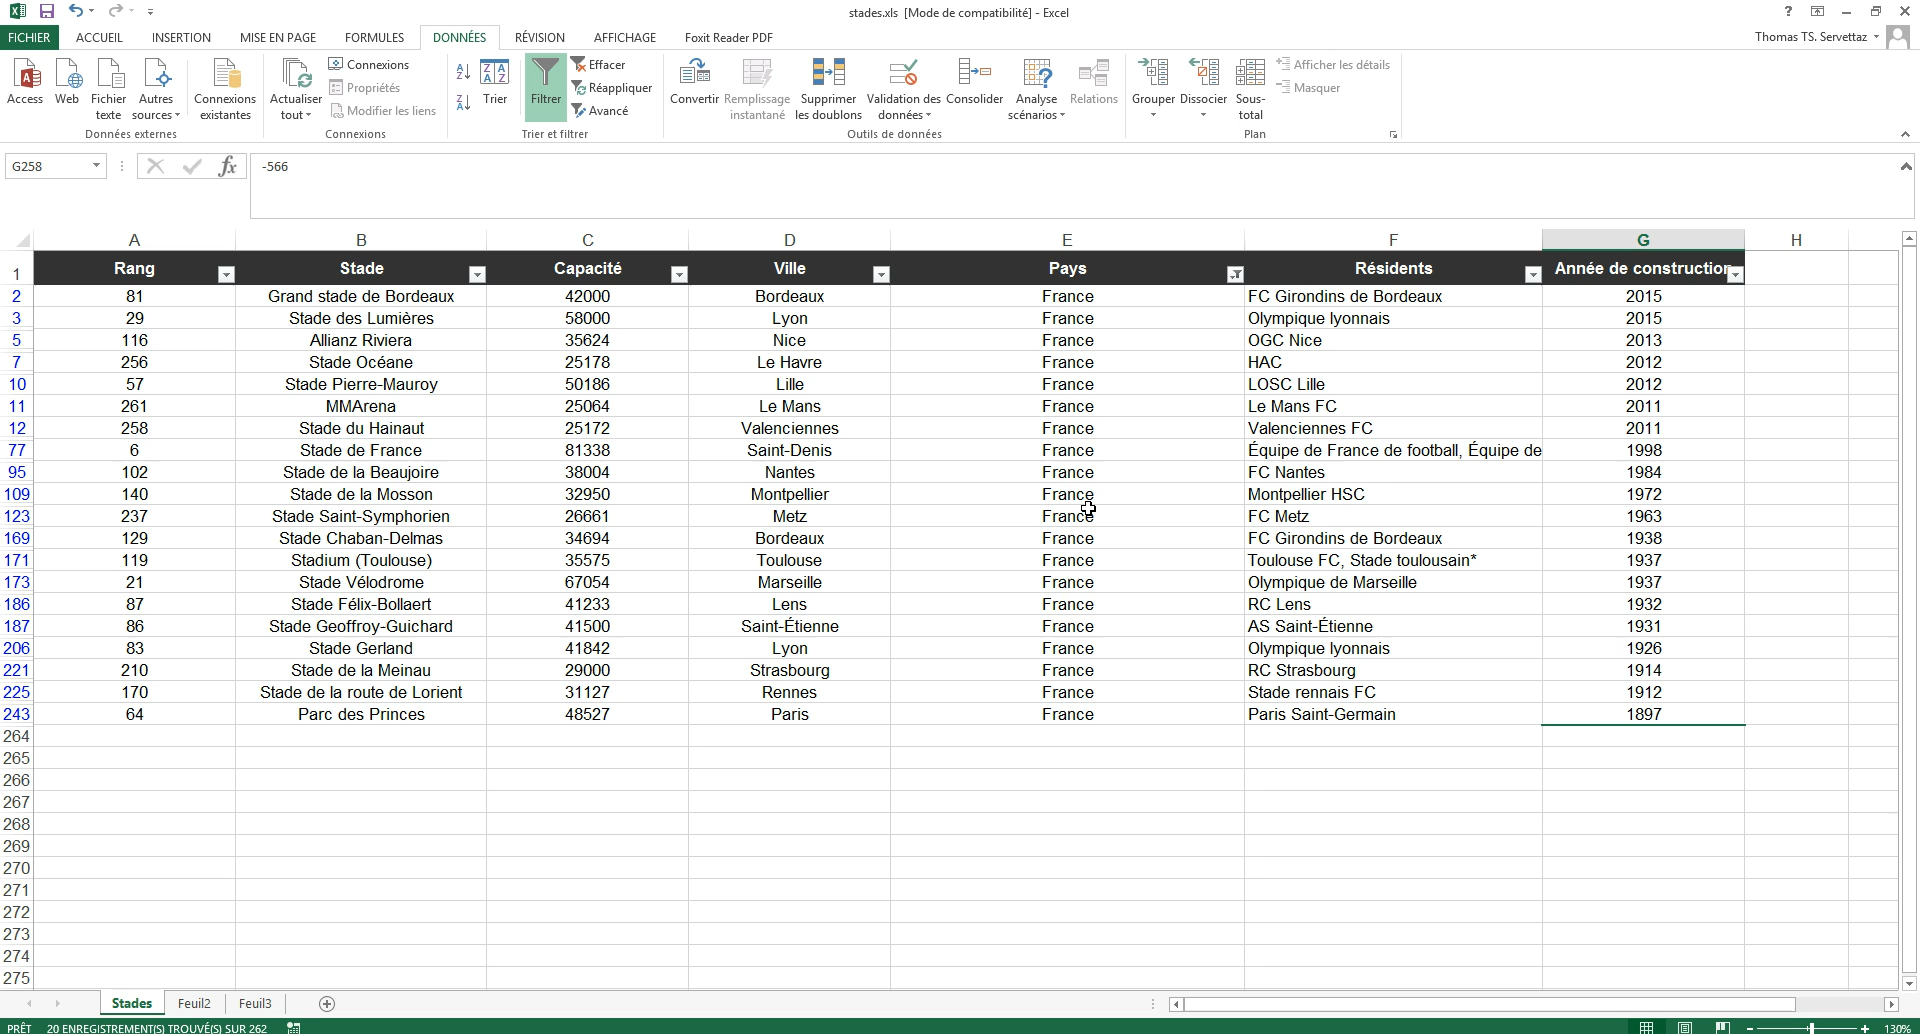 stades.xls [Mode de compatibilité] - Excel
FICHIER ACCUEIL INSERTION MISE EN PAGE FORMULES DONNÉES RÉVISION AFFICHAGE Foxit Reader PDF Thomas TS. Servettaz
Access Web Fichier texte Autres sources Connexions existantes Actualiser tout Connexions Propriétés Modifier les liens Trier Filtrer Effacer Réappliquer Avancé Convertir Remplissage instantané Supprimer les doublons Validation des données Consolider Analyse scénarios Relations Grouper Dissocier Sous-total Afficher les détails Masquer
Données externes Connexions Trier et filtrer Outils de données Plan
G258 fx -566
A B C D E F G H
1 Rang Stade Capacité Ville Pays Résidents Année de construction
2 81 Grand stade de Bordeaux 42000 Bordeaux France FC Girondins de Bordeaux 2015
3 29 Stade des Lumières 58000 Lyon France Olympique lyonnais 2015
5 116 Allianz Riviera 35624 Nice France OGC Nice 2013
7 256 Stade Océane 25178 Le Havre France HAC 2012
10 57 Stade Pierre-Mauroy 50186 Lille France LOSC Lille 2012
11 261 MMArena 25064 Le Mans France Le Mans FC 2011
12 258 Stade du Hainaut 25172 Valenciennes France Valenciennes FC 2011
77 6 Stade de France 81338 Saint-Denis France Équipe de France de football, Équipe de 1998
95 102 Stade de la Beaujoire 38004 Nantes France FC Nantes 1984
109 140 Stade de la Mosson 32950 Montpellier France Montpellier HSC 1972
123 237 Stade Saint-Symphorien 26661 Metz France FC Metz 1963
169 129 Stade Chaban-Delmas 34694 Bordeaux France FC Girondins de Bordeaux 1938
171 119 Stadium (Toulouse) 35575 Toulouse France Toulouse FC, Stade toulousain* 1937
173 21 Stade Vélodrome 67054 Marseille France Olympique de Marseille 1937
186 87 Stade Félix-Bollaert 41233 Lens France RC Lens 1932
187 86 Stade Geoffroy-Guichard 41500 Saint-Étienne France AS Saint-Étienne 1931
206 83 Stade Gerland 41842 Lyon France Olympique lyonnais 1926
221 210 Stade de la Meinau 29000 Strasbourg France RC Strasbourg 1914
225 170 Stade de la route de Lorient 31127 Rennes France Stade rennais FC 1912
243 64 Parc des Princes 48527 Paris France Paris Saint-Germain 1897
264
265
266
267
268
269
270
271
272
273
274
275
Stades Feuil2 Feuil3
PRÊT 20 ENREGISTREMENT(S) TROUVÉ(S) SUR 262 130%